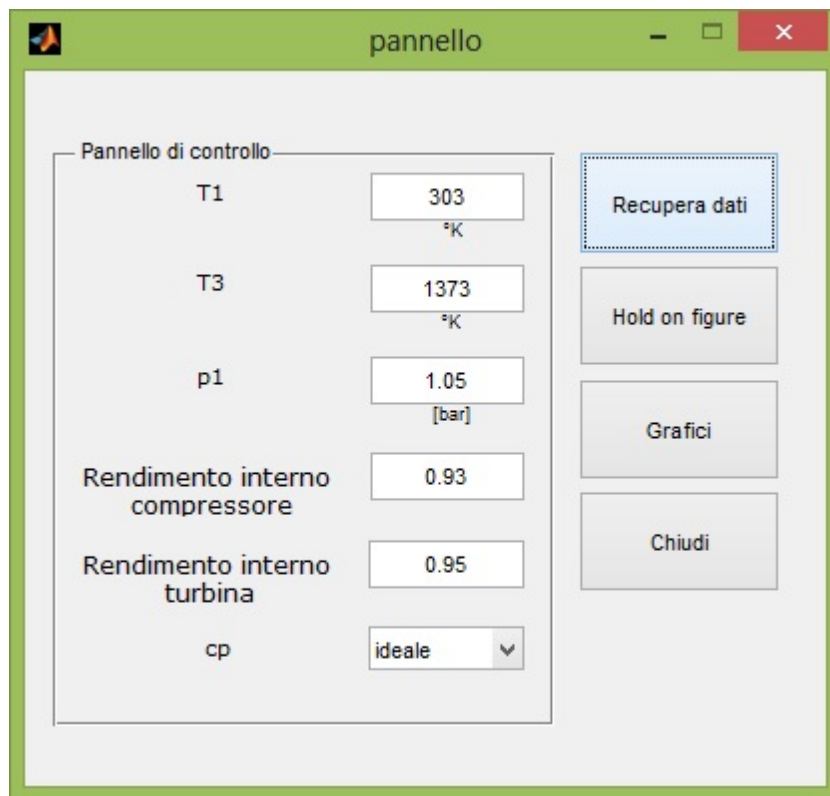 pannello
Pannello di controllo
T1
303
°K
T3
1373
°K
p1
1.05
[bar]
Rendimento interno
compressore
0.93
Rendimento interno
turbina
0.95
cp
ideale
Recupera dati
Hold on figure
Grafici
Chiudi